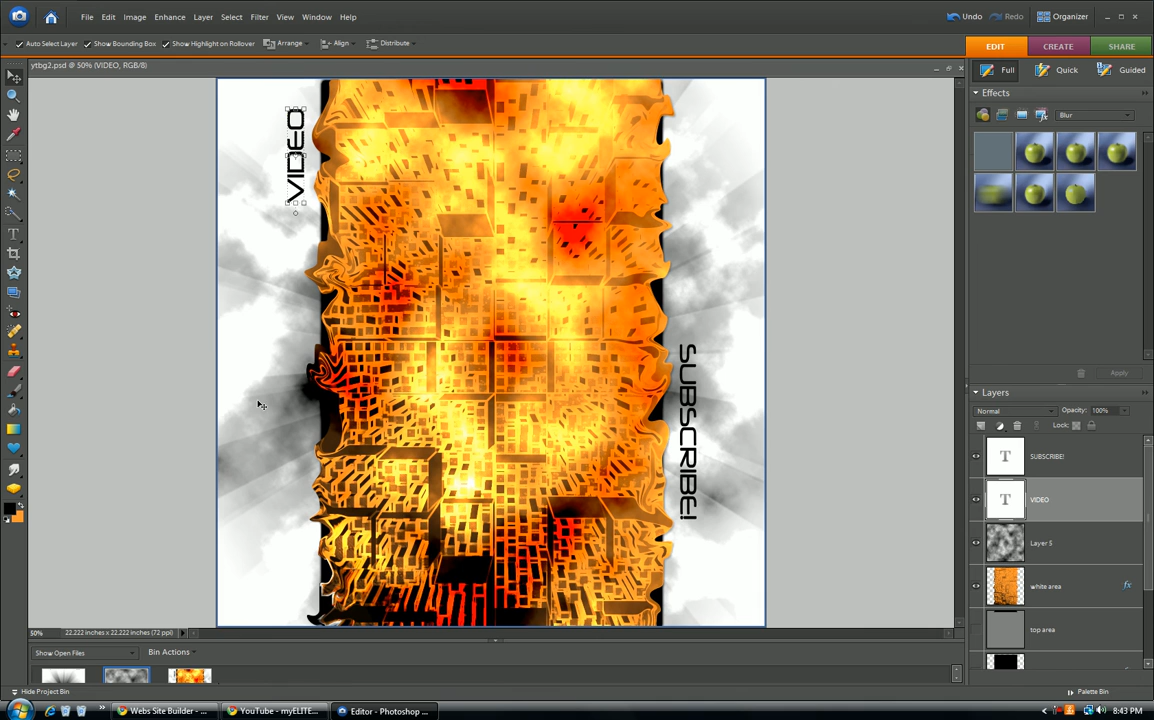 File Edit Image Enhance Layer Select Filter View Window Help
Undo Redo Organizer
Auto Select Layer Show Bounding Box Show Highlight on Rollover Arrange Align Distribute
EDIT CREATE SHARE
ytbg2.psd @ 50% (VIDEO, RGB/8)
Full Quick Guided
Effects
Blur
Apply
VIDEO
SUBSCRIBE!
Layers
Normal Opacity: 100%
Lock:
SUBSCRIBE!
VIDEO
Layer 5
white area
top area
50% 22.222 inches x 22.222 inches (72 ppi)
Show Open Files Bin Actions
Hide Project Bin
Palette Bin
Webs Site Builder - ... YouTube - myELITE... Editor - Photoshop ...
8:43 PM